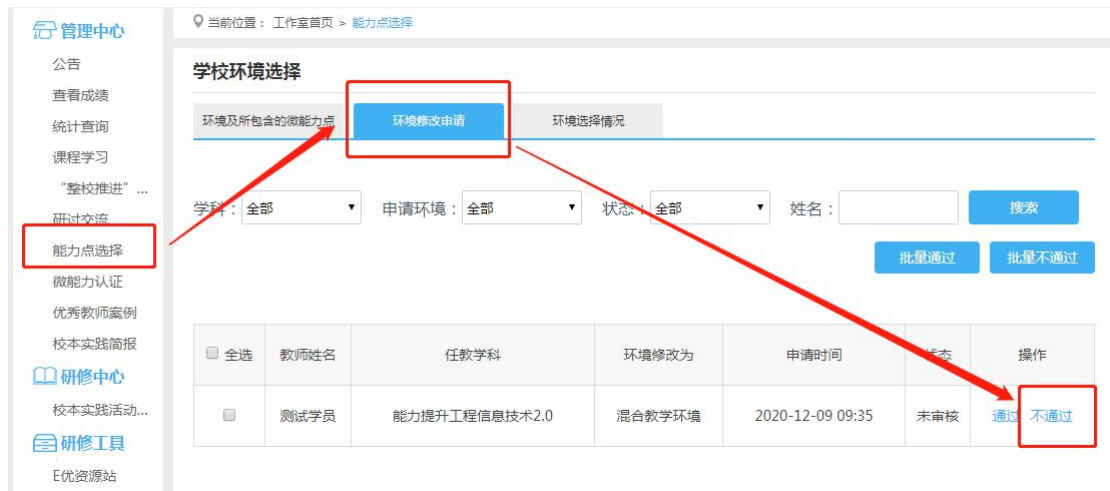 管理中心
公告
查看成绩
统计查询
课程学习
“整校推进” ...
研讨交流
能力点选择
微能力认证
优秀教师案例
校本实践简报
研修中心
校本实践活动...
研修工具
E优资源站
当前位置： 工作室首页 > 能力点选择
学校环境选择
环境及所包含的微能力点 环境修改申请 环境选择情况
学科： 全部 申请环境： 全部 状态： 全部 姓名： 搜索
批量通过 批量不通过
全选 教师姓名 任教学科 环境修改为 申请时间 状态 操作
测试学员 能力提升工程信息技术2.0 混合教学环境 2020-12-09 09:35 未审核 通过 不通过